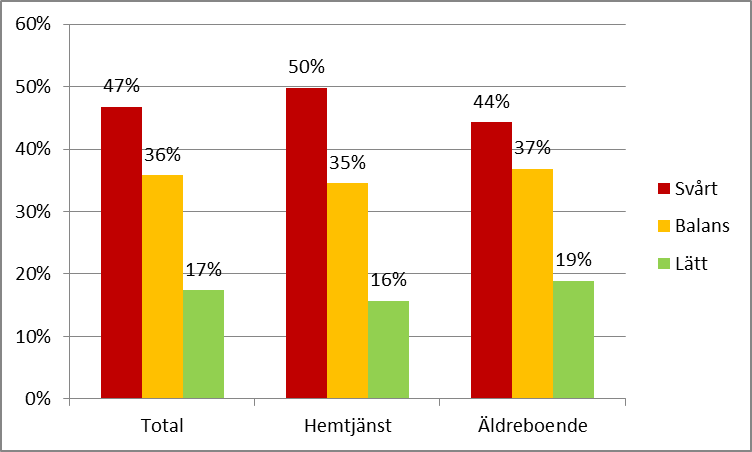 60%
50%
40%
30%
20%
10%
0%
47%
36%
17%
50%
35%
16%
44%
37%
19%
Total
Hemtjänst
Äldreboende
Svårt
Balans
Lätt